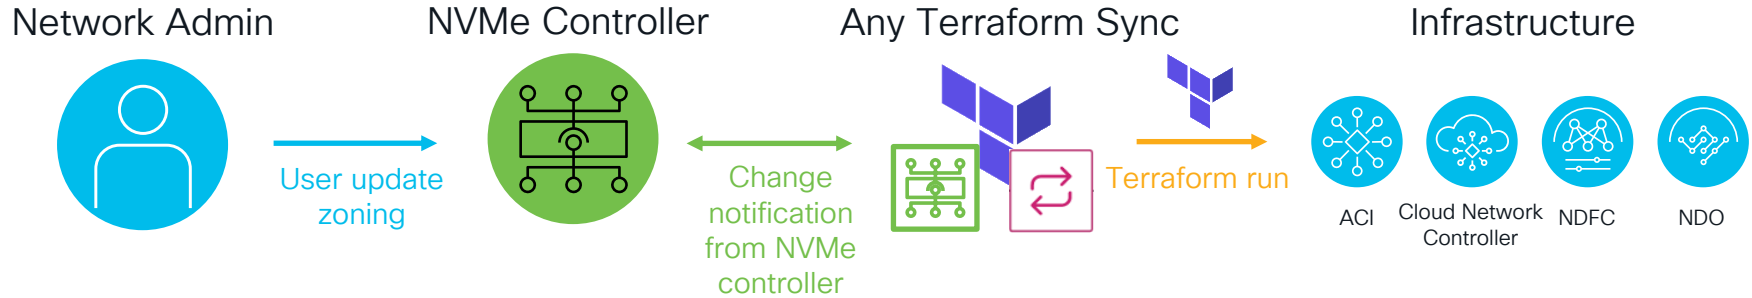 Network Admin
NVMe Controller
Any Terraform Sync
Infrastructure
User update
zoning
Change
notification
from NVMe
controller
Terraform run
ACI
Cloud Network
Controller
NDFC
NDO